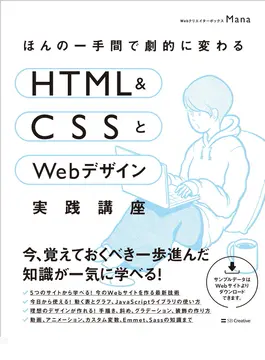 Webクリエイターボックス Mana
ほんの一手間で劇的に変わる
HTML &
CSSと
Webデザイン
実践講座
今、覚えておくべき一歩進んだ
知識が一気に学べる!
サンプルデータは
Webサイトより
ダウンロード
できます。
✓ 5つのサイトから学べる! 今のWebサイトを作る最新技術
✓ 今日から使える! 動く表とグラフ、JavaScriptライブラリの使い方
✓ 理想のデザインが作れる! 手描き、斜め、グラデーション、装飾の作り方
✓ 動画、アニメーション、カスタム変数、Emmet、Sassの知識まで
SB Creative